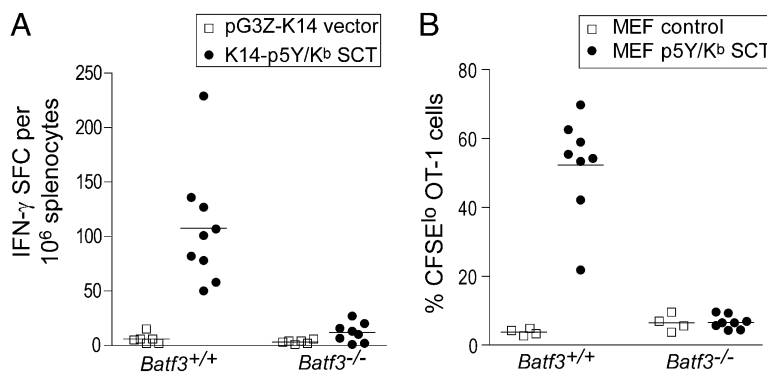 A
pG3Z-K14 vector
K14-p5Y/Kᵇ SCT
IFN-γ SFC per
10⁶ splenocytes
250
200
150
100
50
0
Batf3⁺/⁺
Batf3⁻/⁻
B
MEF control
MEF p5Y/Kᵇ SCT
% CFSEˡᵒ OT-1 cells
80
60
40
20
0
Batf3⁺/⁺
Batf3⁻/⁻